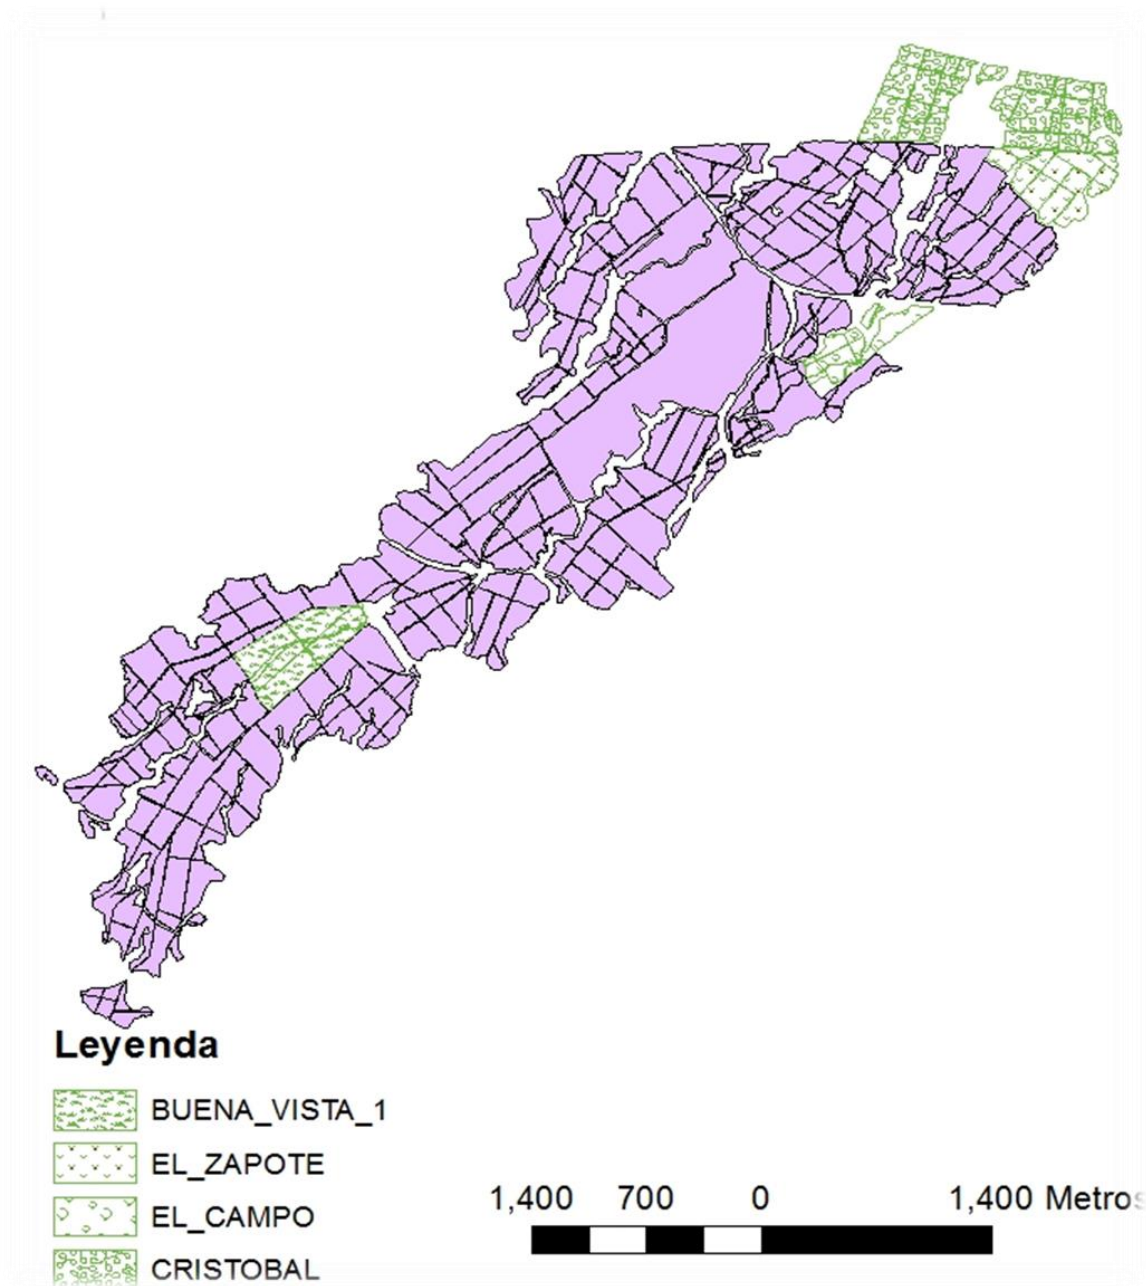 Leyenda
BUENA_VISTA_1
EL_ZAPOTE
EL_CAMPO
CRISTOBAL
1,400 700 0 1,400 Metros